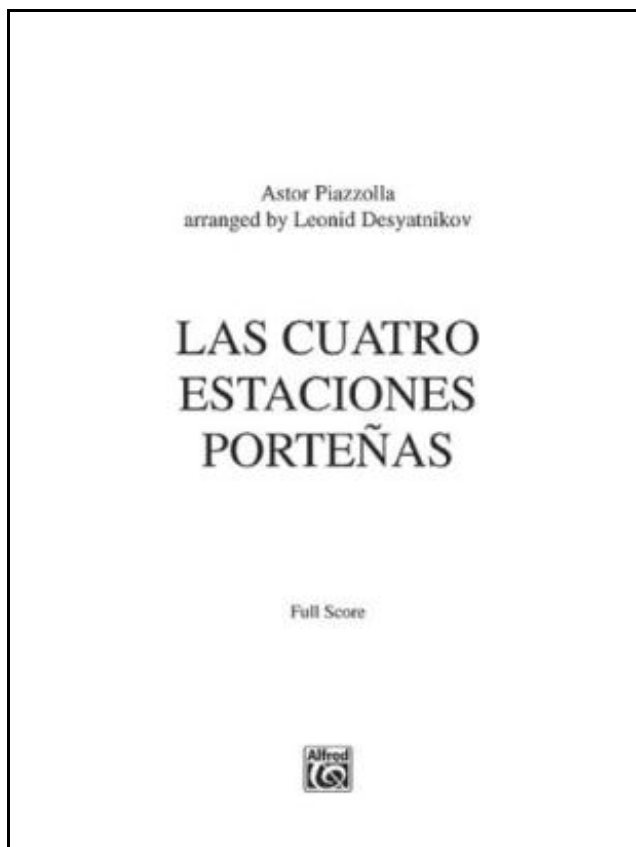 Astor Piazzolla
arranged by Leonid Desyatnikov
LAS CUATRO
ESTACIONES
PORTEÑAS
Full Score
Alfred